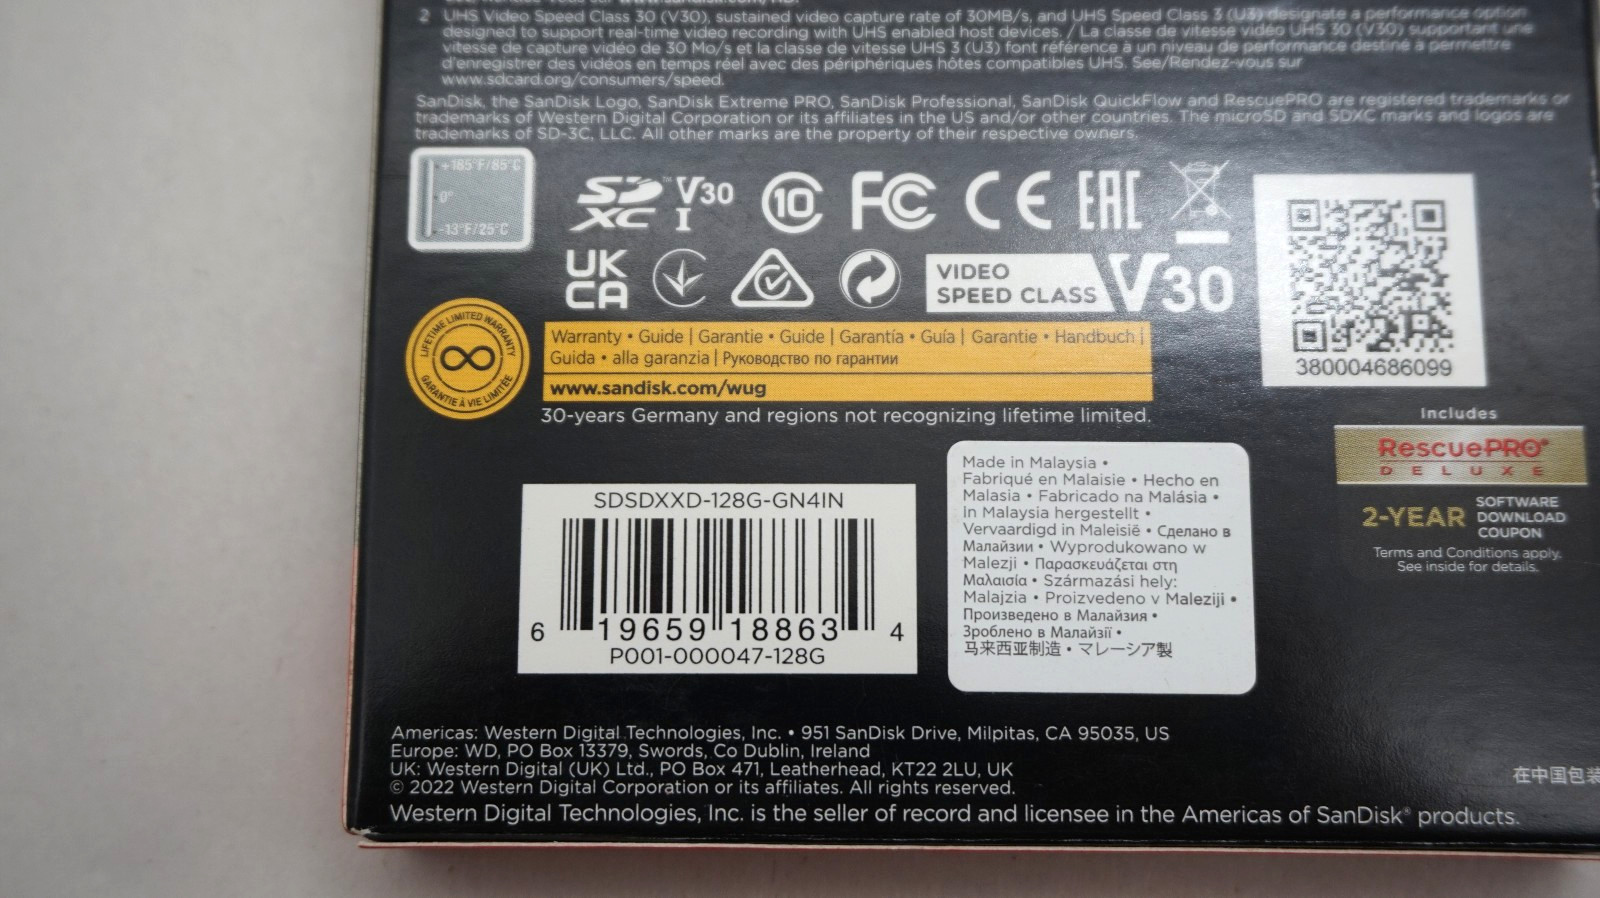 2 UHS Video Speed Class 30 (V30), sustained video capture rate of 30MB/s, and UHS Speed Class 3 (U3) designate a performance option
designed to support real-time video recording with UHS enabled host devices. / La classe de vitesse vidéo UHS 30 (V30) supportant une
vitesse de capture vidéo de 30 Mo/s et la classe de vitesse UHS 3 (U3) font référence à un niveau de performance destiné à permettre
d'enregistrer des vidéos en temps réel avec des périphériques hôtes compatibles UHS. See/Rendez-vous sur
www.sdcard.org/consumers/speed.
SanDisk, the SanDisk Logo, SanDisk Extreme PRO, SanDisk Professional, SanDisk QuickFlow and RescuePRO are registered trademarks or
trademarks of Western Digital Corporation or its affiliates in the US and/or other countries. The microSD and SDXC marks and logos are
trademarks of SD-3C, LLC. All other marks are the property of their respective owners.
+185°F/85°C
0°
-13°F/25°C
SD XC™ V30 I 10 FC CE EAC
UK CA
VIDEO
SPEED CLASS V30
380004686099
LIFETIME LIMITED WARRANTY
GARANTIE À VIE LIMITÉE
Warranty • Guide | Garantie • Guide | Garantía • Guía | Garantie • Handbuch |
Guida • alla garanzia | Руководство по гарантии
www.sandisk.com/wug
30-years Germany and regions not recognizing lifetime limited.
Includes
RescuePRO®
DELUXE
2-YEAR SOFTWARE
DOWNLOAD
COUPON
Terms and Conditions apply.
See inside for details.
SDSDXXD-128G-GN4IN
6 19659 18863 4
P001-000047-128G
Made in Malaysia •
Fabriqué en Malaisie • Hecho en
Malasia • Fabricado na Malásia •
In Malaysia hergestellt •
Vervaardigd in Maleisië • Сделано в
Малайзии • Wyprodukowano w
Malezji • Παρασκευάζεται στη
Μαλαισία • Származási hely:
Malajzia • Proizvedeno v Maleziji •
Произведено в Малайзия •
Зроблено в Малайзії •
马来西亚制造 • マレーシア製
Americas: Western Digital Technologies, Inc. • 951 SanDisk Drive, Milpitas, CA 95035, US
Europe: WD, PO Box 13379, Swords, Co Dublin, Ireland
UK: Western Digital (UK) Ltd., PO Box 471, Leatherhead, KT22 2LU, UK
© 2022 Western Digital Corporation or its affiliates. All rights reserved.
Western Digital Technologies, Inc. is the seller of record and licensee in the Americas of SanDisk® products.
在中国包装